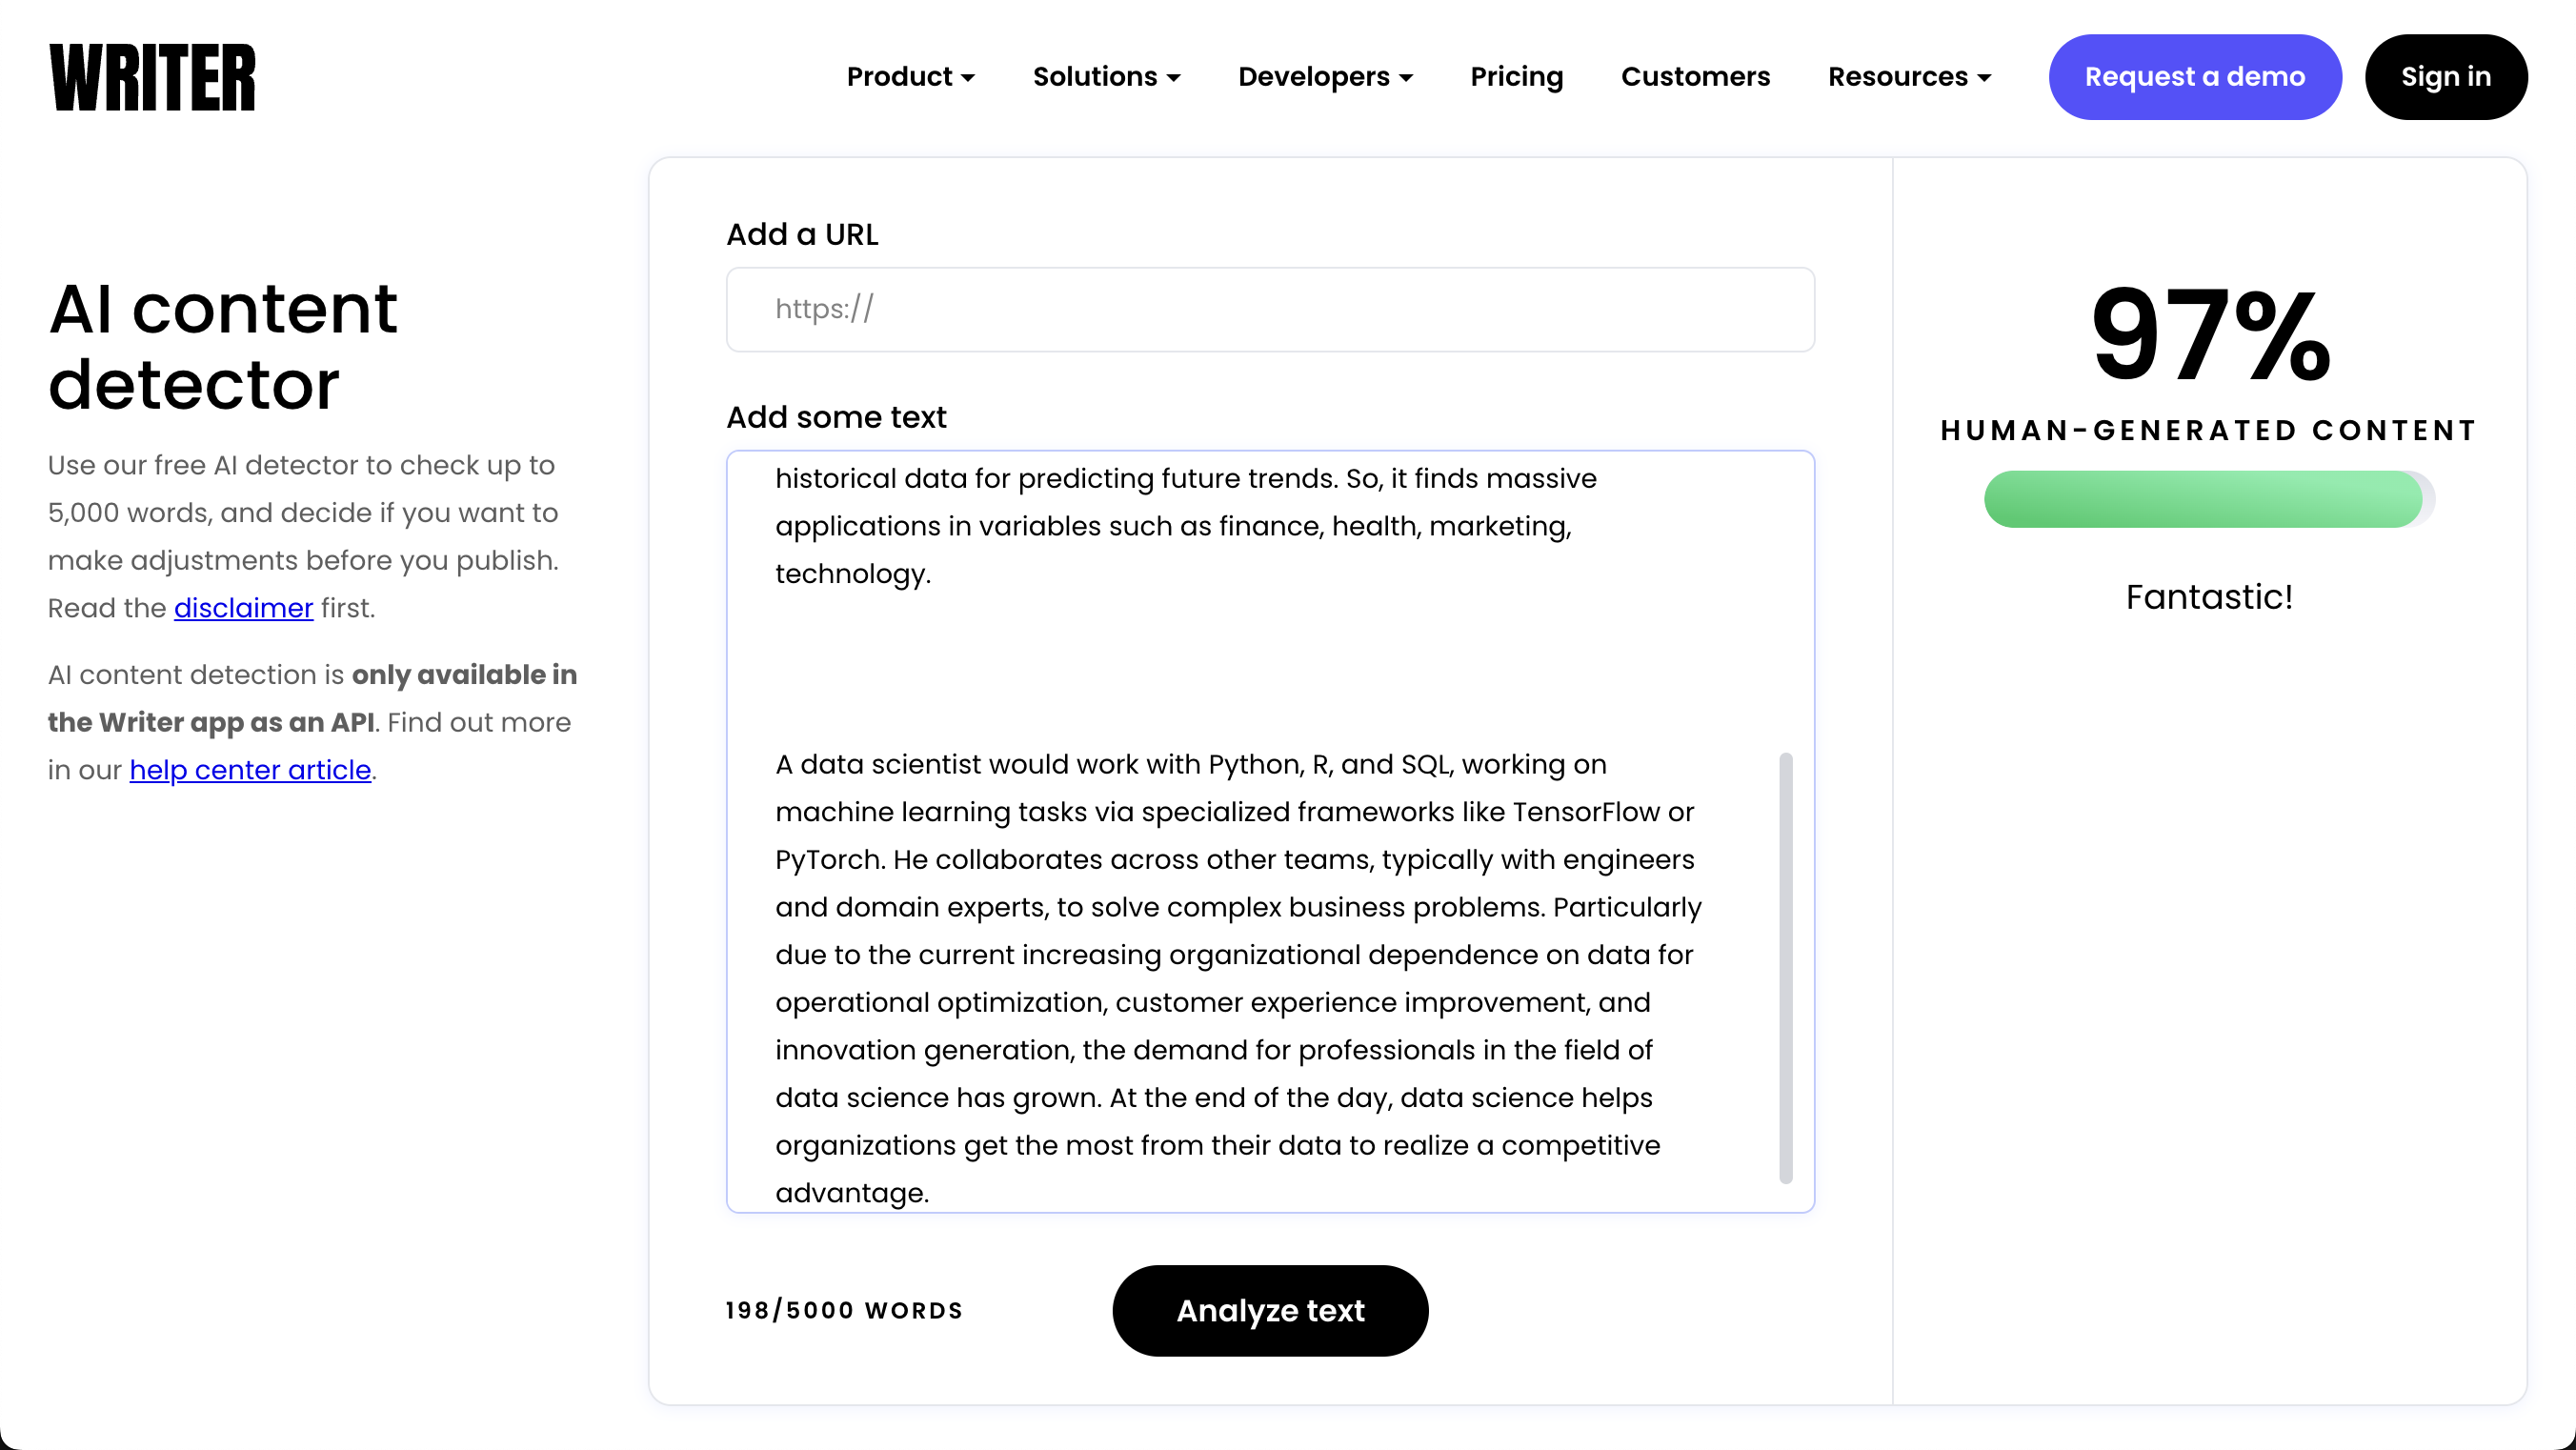 WRITER
Product
Solutions
Developers
Pricing
Customers
Resources
Request a demo
Sign in
AI content
detector
Use our free AI detector to check up to
5,000 words, and decide if you want to
make adjustments before you publish.
Read the disclaimer first.
AI content detection is only available in
the Writer app as an API. Find out more
in our help center article.
Add a URL
https://
Add some text
historical data for predicting future trends. So, it finds massive
applications in variables such as finance, health, marketing,
technology.
A data scientist would work with Python, R, and SQL, working on
machine learning tasks via specialized frameworks like TensorFlow or
PyTorch. He collaborates across other teams, typically with engineers
and domain experts, to solve complex business problems. Particularly
due to the current increasing organizational dependence on data for
operational optimization, customer experience improvement, and
innovation generation, the demand for professionals in the field of
data science has grown. At the end of the day, data science helps
organizations get the most from their data to realize a competitive
advantage.
198/5000 WORDS
Analyze text
97%
HUMAN-GENERATED CONTENT
Fantastic!